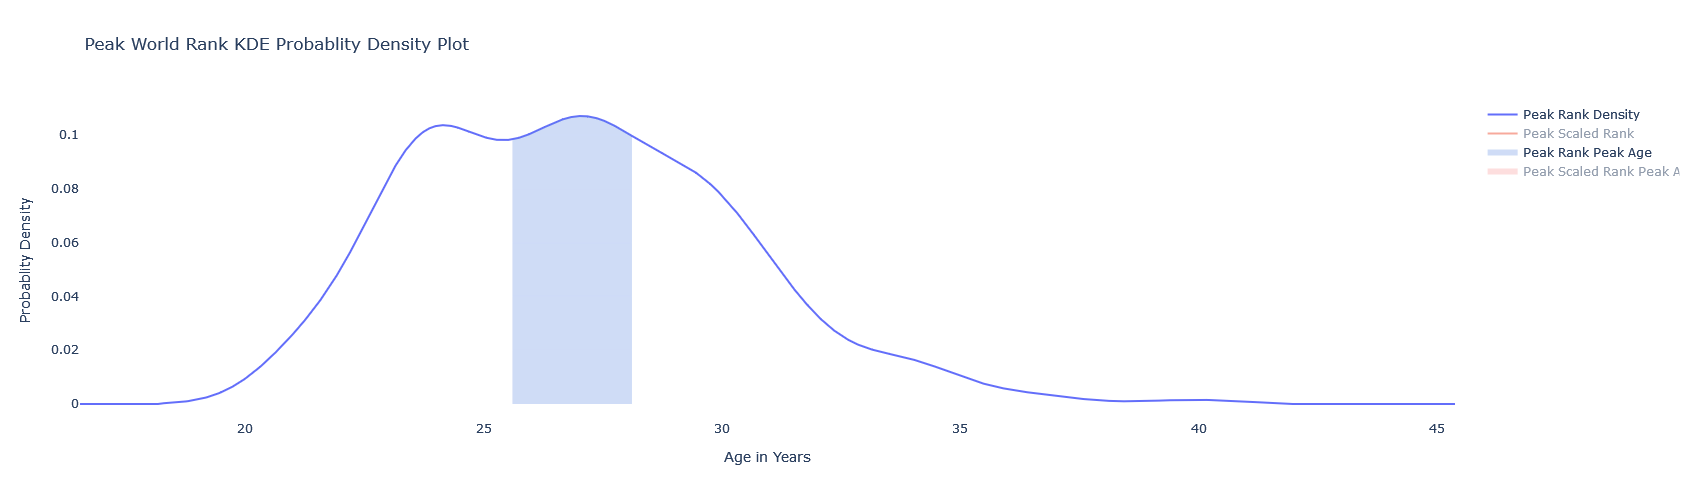 Peak World Rank KDE Probablity Density Plot
Peak Rank Density
Peak Scaled Rank
Peak Rank Peak Age
Peak Scaled Rank Peak A
Probablity Density
0.1
0.08
0.06
0.04
0.02
0
20 25 30 35 40 45
Age in Years